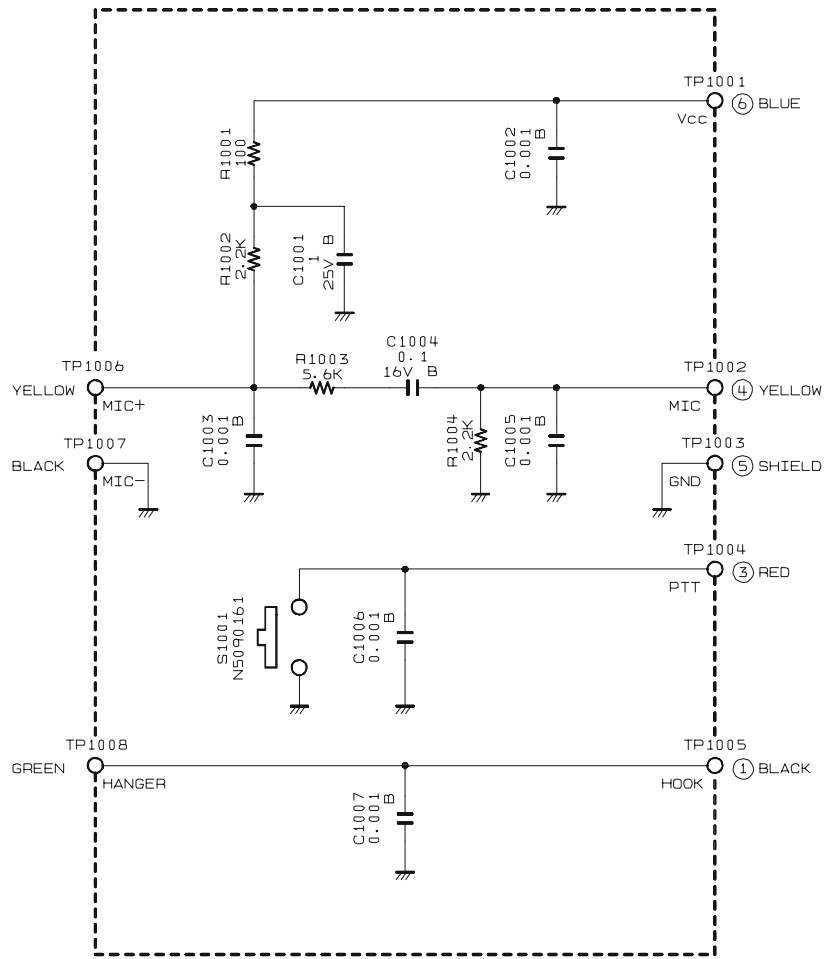 TP1001
⑥ BLUE
Vcc
R1001
100
C1002
0.001
B
R1002
2.2K
C1001
1
25V B
TP1006
YELLOW
MIC+
R1003
5.6K
C1004
0.1
16V B
TP1002
④ YELLOW
MIC
C1003
0.001
B
R1004
2.2K
C1005
0.001
B
TP1007
BLACK
MIC−
TP1003
⑤ SHIELD
GND
TP1004
③ RED
PTT
S1001
N5090161
C1006
0.001
B
TP1008
GREEN
HANGER
TP1005
① BLACK
HOOK
C1007
0.001
B